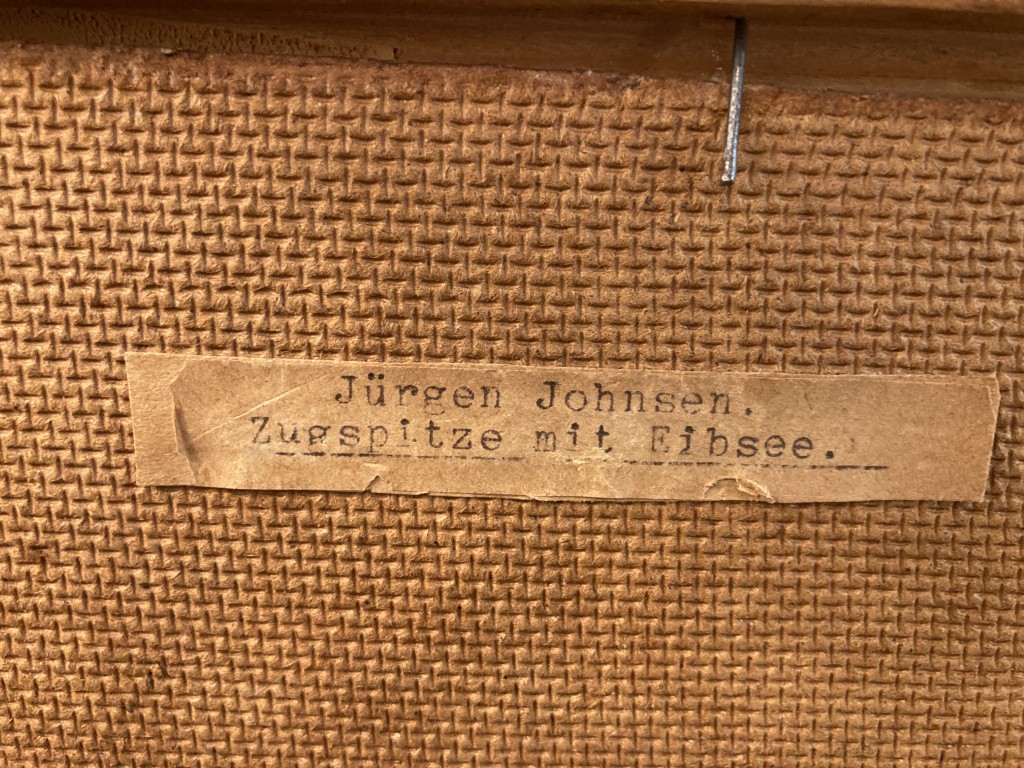 Jürgen Johnsen.
Zugspitze mit Eibsee.